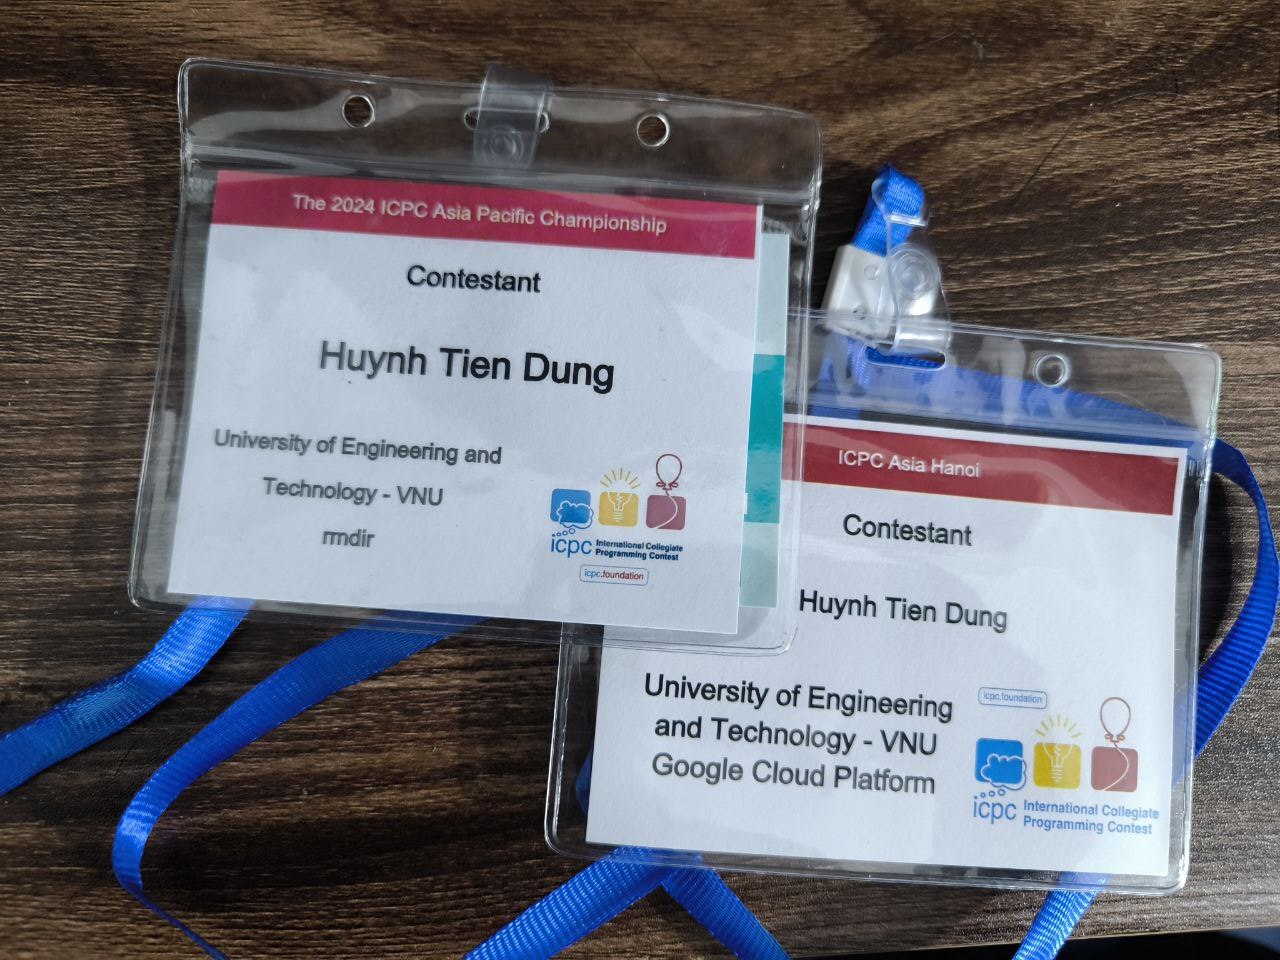 The 2024 ICPC Asia Pacific Championship
Contestant
Huynh Tien Dung
University of Engineering and
Technology - VNU
rmdir
icpc
International Collegiate
Programming Contest
icpc.foundation
ICPC Asia Hanoi
Contestant
Huynh Tien Dung
University of Engineering
and Technology - VNU
Google Cloud Platform
icpc.foundation
icpc
International Collegiate
Programming Contest